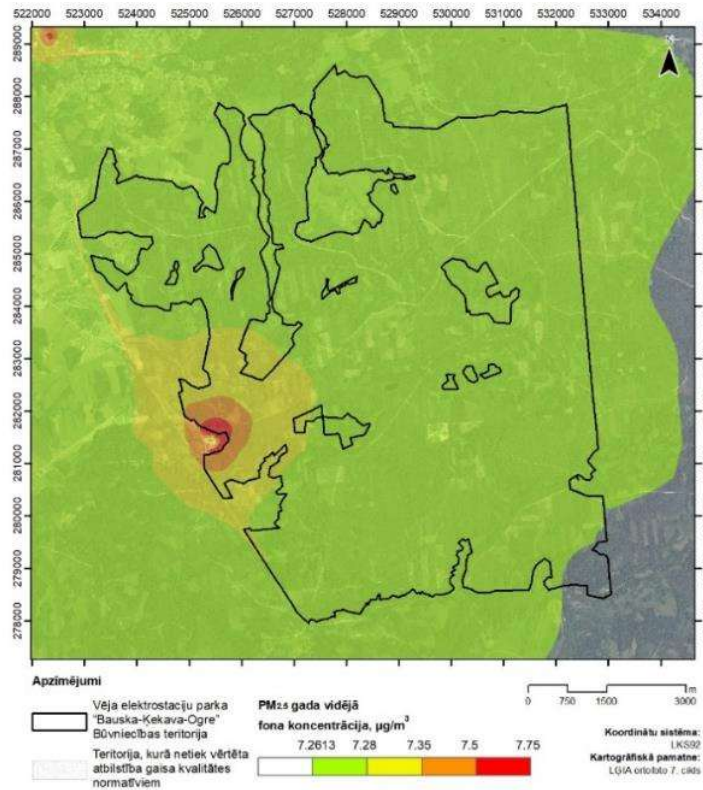 522000 523000 524000 525000 526000 527000 528000 529000 530000 531000 532000 533000 534000
289000
288000
287000
286000
285000
284000
283000
282000
281000
280000
279000
278000
Apzīmējumi
Vēja elektrostaciju parka
"Bauska-Ķekava-Ogre"
Būvniecības teritorija
Teritorija, kurā netiek vērtēta
atbilstība gaisa kvalitātes
normatīviem
PM2.5 gada vidējā
fona koncentrācija, µg/m³
7.2613 7.28 7.35 7.5 7.75
m
0 750 1500 3000
Koordinātu sistēma:
LKS92
Kartogrāfiskā pamatne:
LĢIA ortofoto 7. cikls